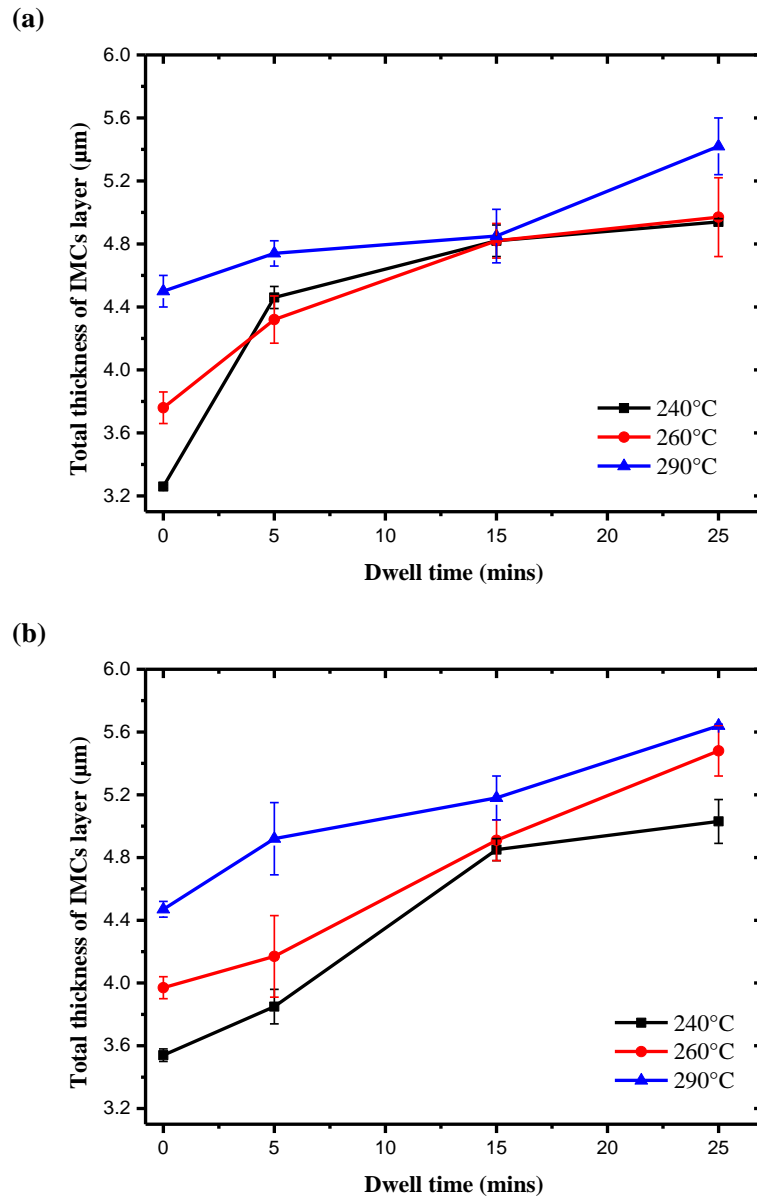 (a)
6.0
5.6
5.2
4.8
4.4
4.0
3.6
3.2
Total thickness of IMCs layer (μm)
240°C
260°C
290°C
0 5 10 15 20 25
Dwell time (mins)
(b)
6.0
5.6
5.2
4.8
4.4
4.0
3.6
3.2
Total thickness of IMCs layer (μm)
240°C
260°C
290°C
0 5 10 15 20 25
Dwell time (mins)